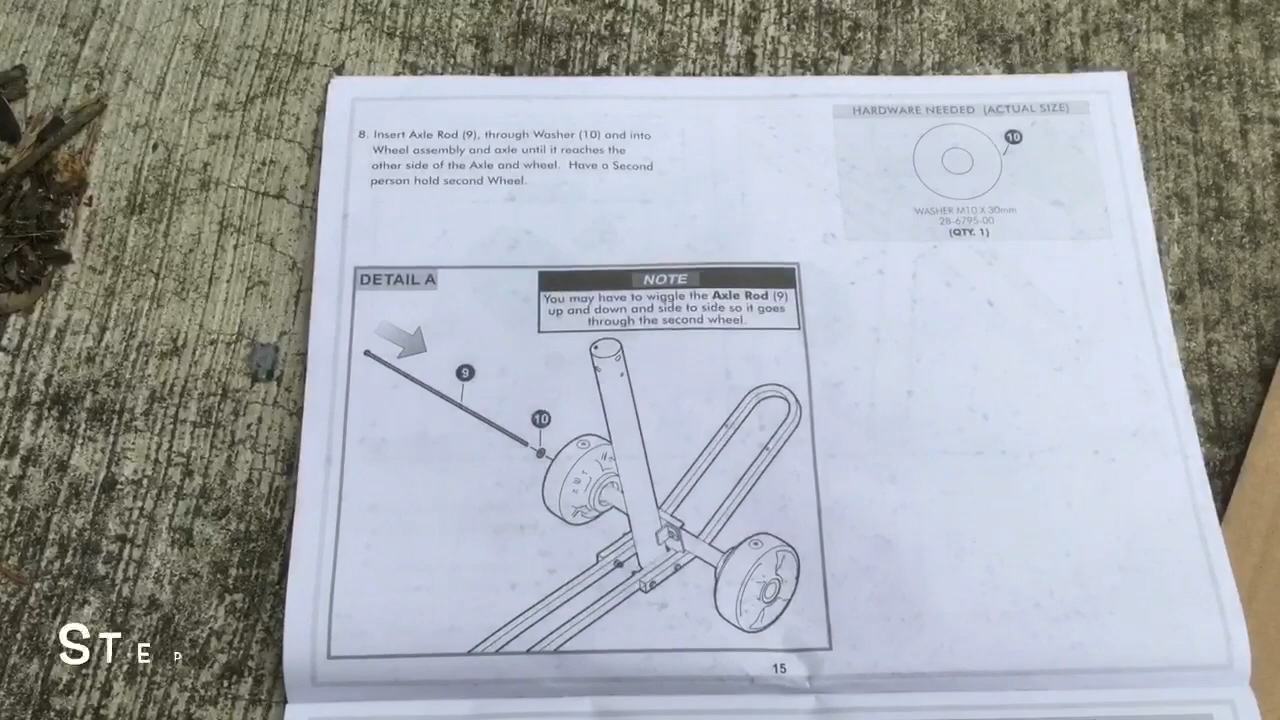 8. Insert Axle Rod (9), through Washer (10) and into
Wheel assembly and axle until it reaches the
other side of the Axle and wheel. Have a Second
person hold second Wheel.
HARDWARE NEEDED (ACTUAL SIZE)
10
WASHER M10 X 30mm
28-6795-00
(QTY. 1)
DETAIL A
NOTE
You may have to wiggle the Axle Rod (9)
up and down and side to side so it goes
through the second wheel.
9
10
15
STEP